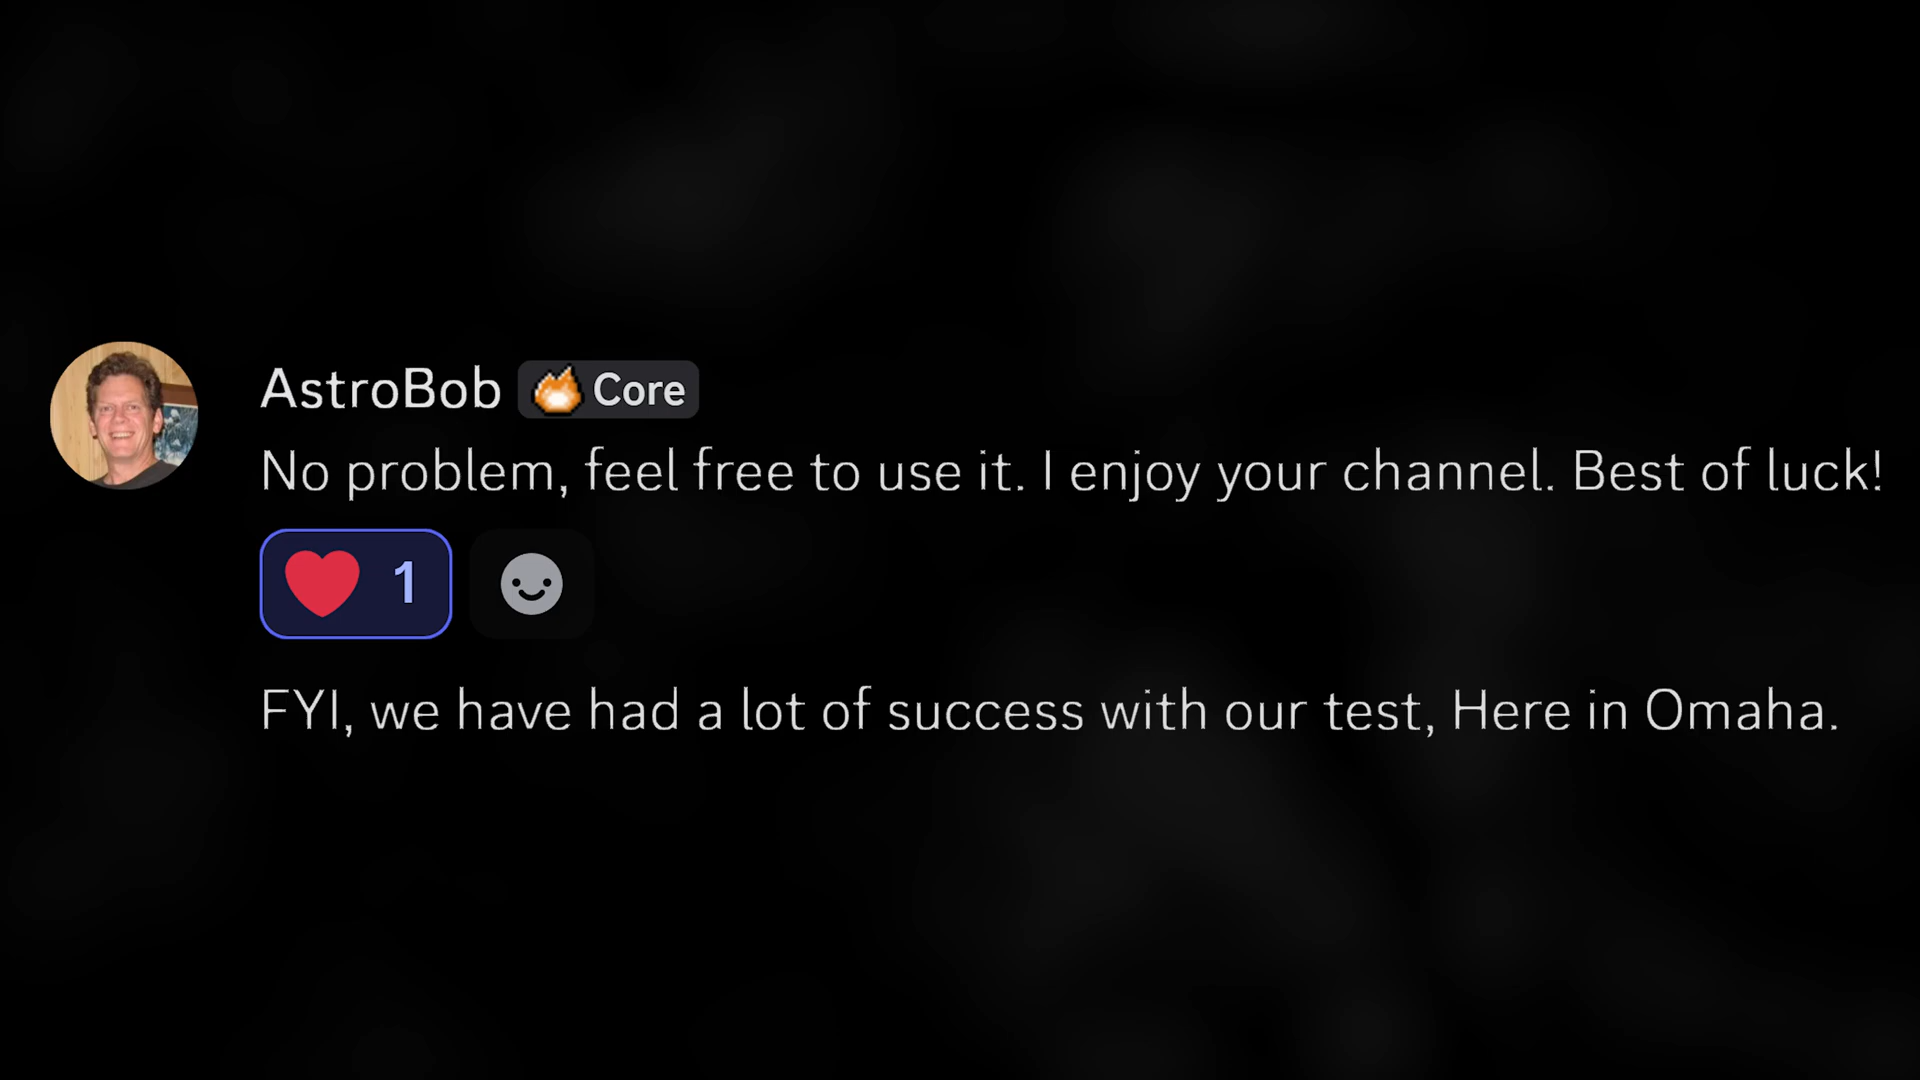 AstroBob Core
No problem, feel free to use it. I enjoy your channel. Best of luck!
1
FYI, we have had a lot of success with our test, Here in Omaha.